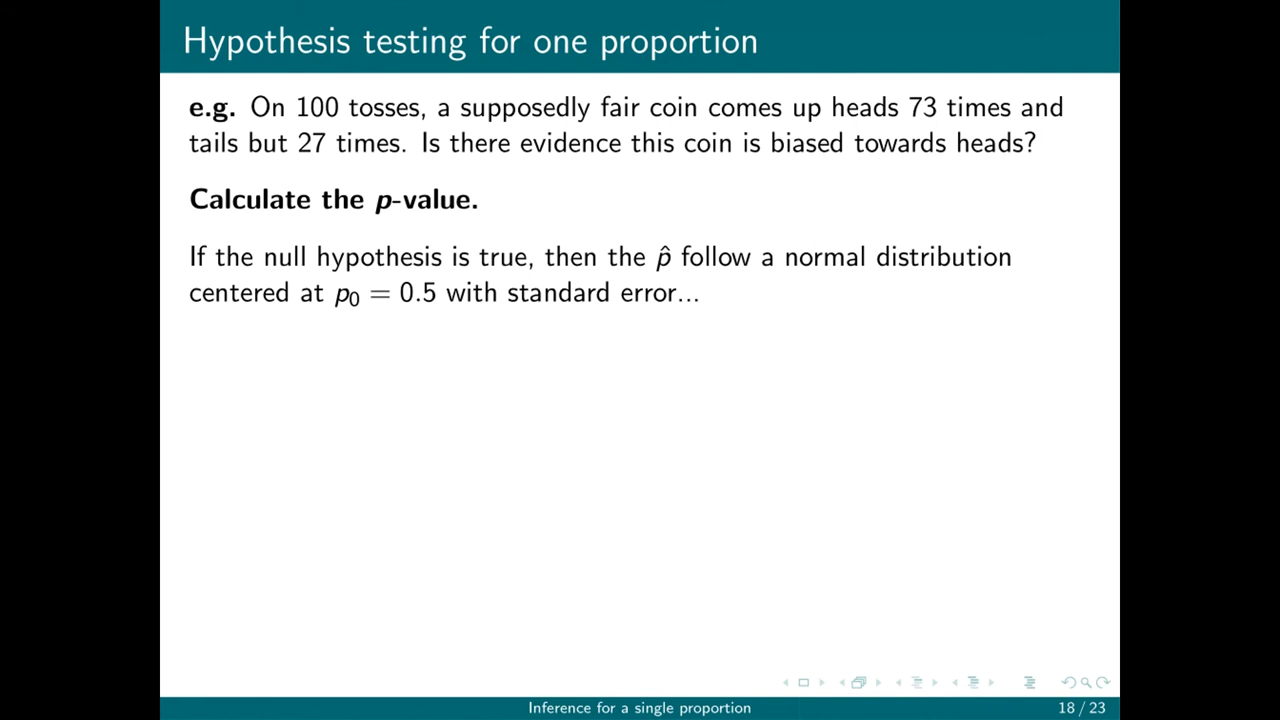 Hypothesis testing for one proportion
e.g. On 100 tosses, a supposedly fair coin comes up heads 73 times and
tails but 27 times. Is there evidence this coin is biased towards heads?
Calculate the p-value.
If the null hypothesis is true, then the p̂ follow a normal distribution
centered at p₀ = 0.5 with standard error...
Inference for a single proportion
18 / 23